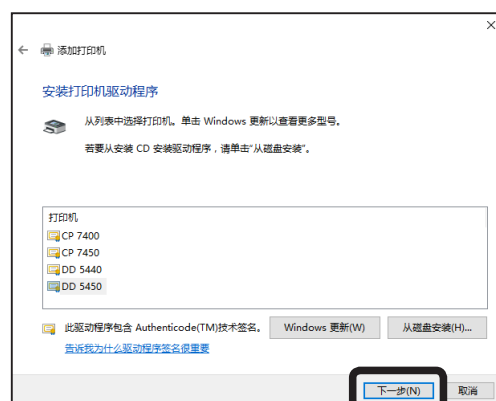 添加打印机
安装打印机驱动程序
从列表中选择打印机。单击 Windows 更新以查看更多型号。
若要从安装 CD 安装驱动程序，请单击“从磁盘安装”。
打印机
CP 7400
CP 7450
DD 5440
DD 5450
此驱动程序包含 Authenticode(TM)技术签名。 Windows 更新(W) 从磁盘安装(H)...
告诉我为什么驱动程序签名很重要
下一步(N) 取消